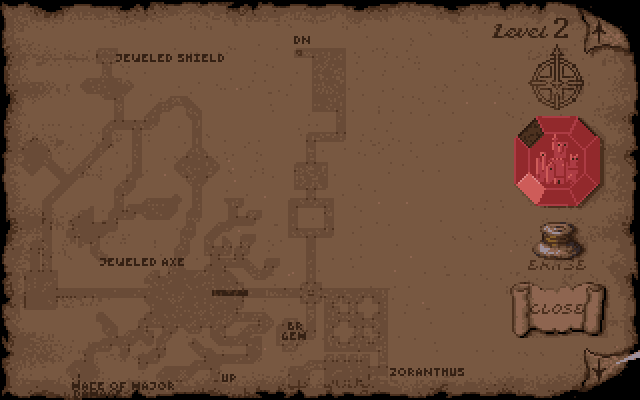 Level 2
DN
JEWELED SHIELD
JEWELED AXE
ERASE
CLOSE
BR
GEM
ZORANTHUS
UP
MACE OF MAJOR